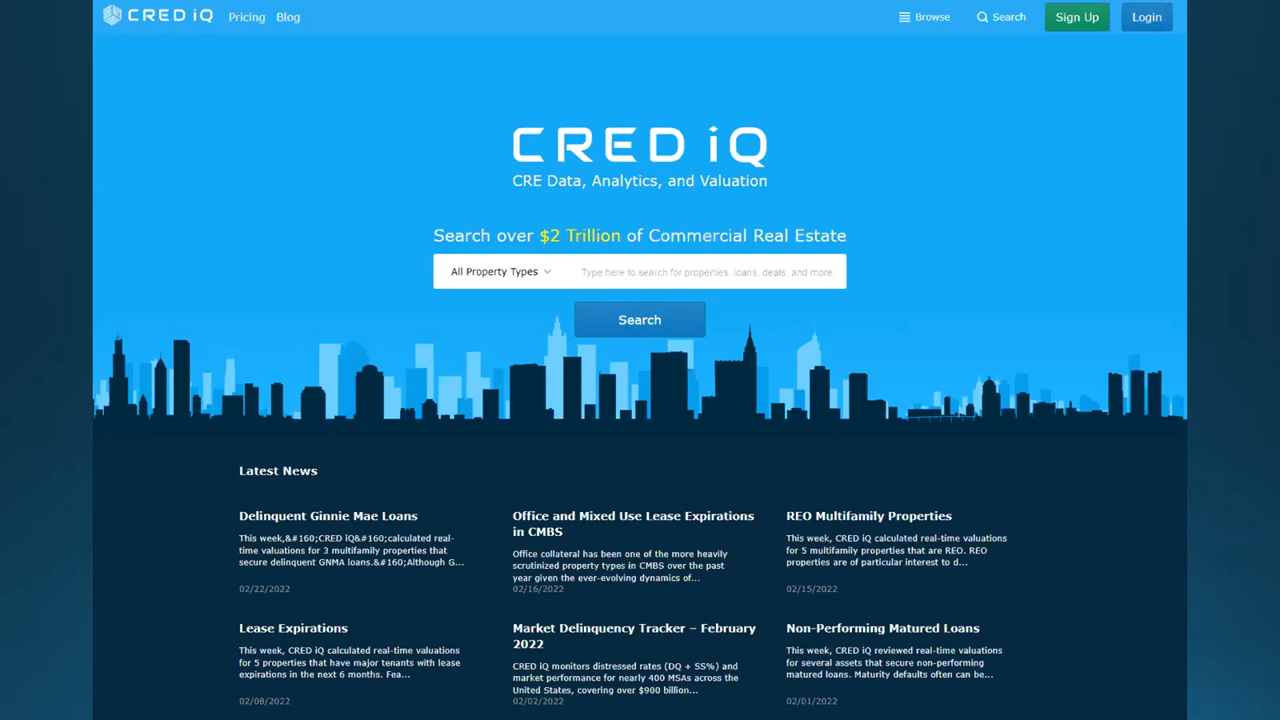 CRED iQ Pricing Blog Browse Search Sign Up Login
CRED iQ
CRE Data, Analytics, and Valuation
Search over $2 Trillion of Commercial Real Estate
All Property Types Type here to search for properties, loans, deals, and more
Search
Latest News
Delinquent Ginnie Mae Loans
This week,&#160;CRED iQ&#160;calculated real-
time valuations for 3 multifamily properties that
secure delinquent GNMA loans.&#160;Although G...
02/22/2022
Office and Mixed Use Lease Expirations
in CMBS
Office collateral has been one of the more heavily
scrutinized property types in CMBS over the past
year given the ever-evolving dynamics of...
02/16/2022
REO Multifamily Properties
This week, CRED iQ calculated real-time valuations
for 5 multifamily properties that are REO. REO
properties are of particular interest to d...
02/15/2022
Lease Expirations
This week, CRED iQ calculated real-time valuations
for 5 properties that have major tenants with lease
expirations in the next 6 months. Fea...
02/08/2022
Market Delinquency Tracker – February
2022
CRED iQ monitors distressed rates (DQ + SS%) and
market performance for nearly 400 MSAs across the
United States, covering over $900 billion...
02/02/2022
Non-Performing Matured Loans
This week, CRED iQ reviewed real-time valuations
for several assets that secure non-performing
matured loans. Maturity defaults often can be...
02/01/2022